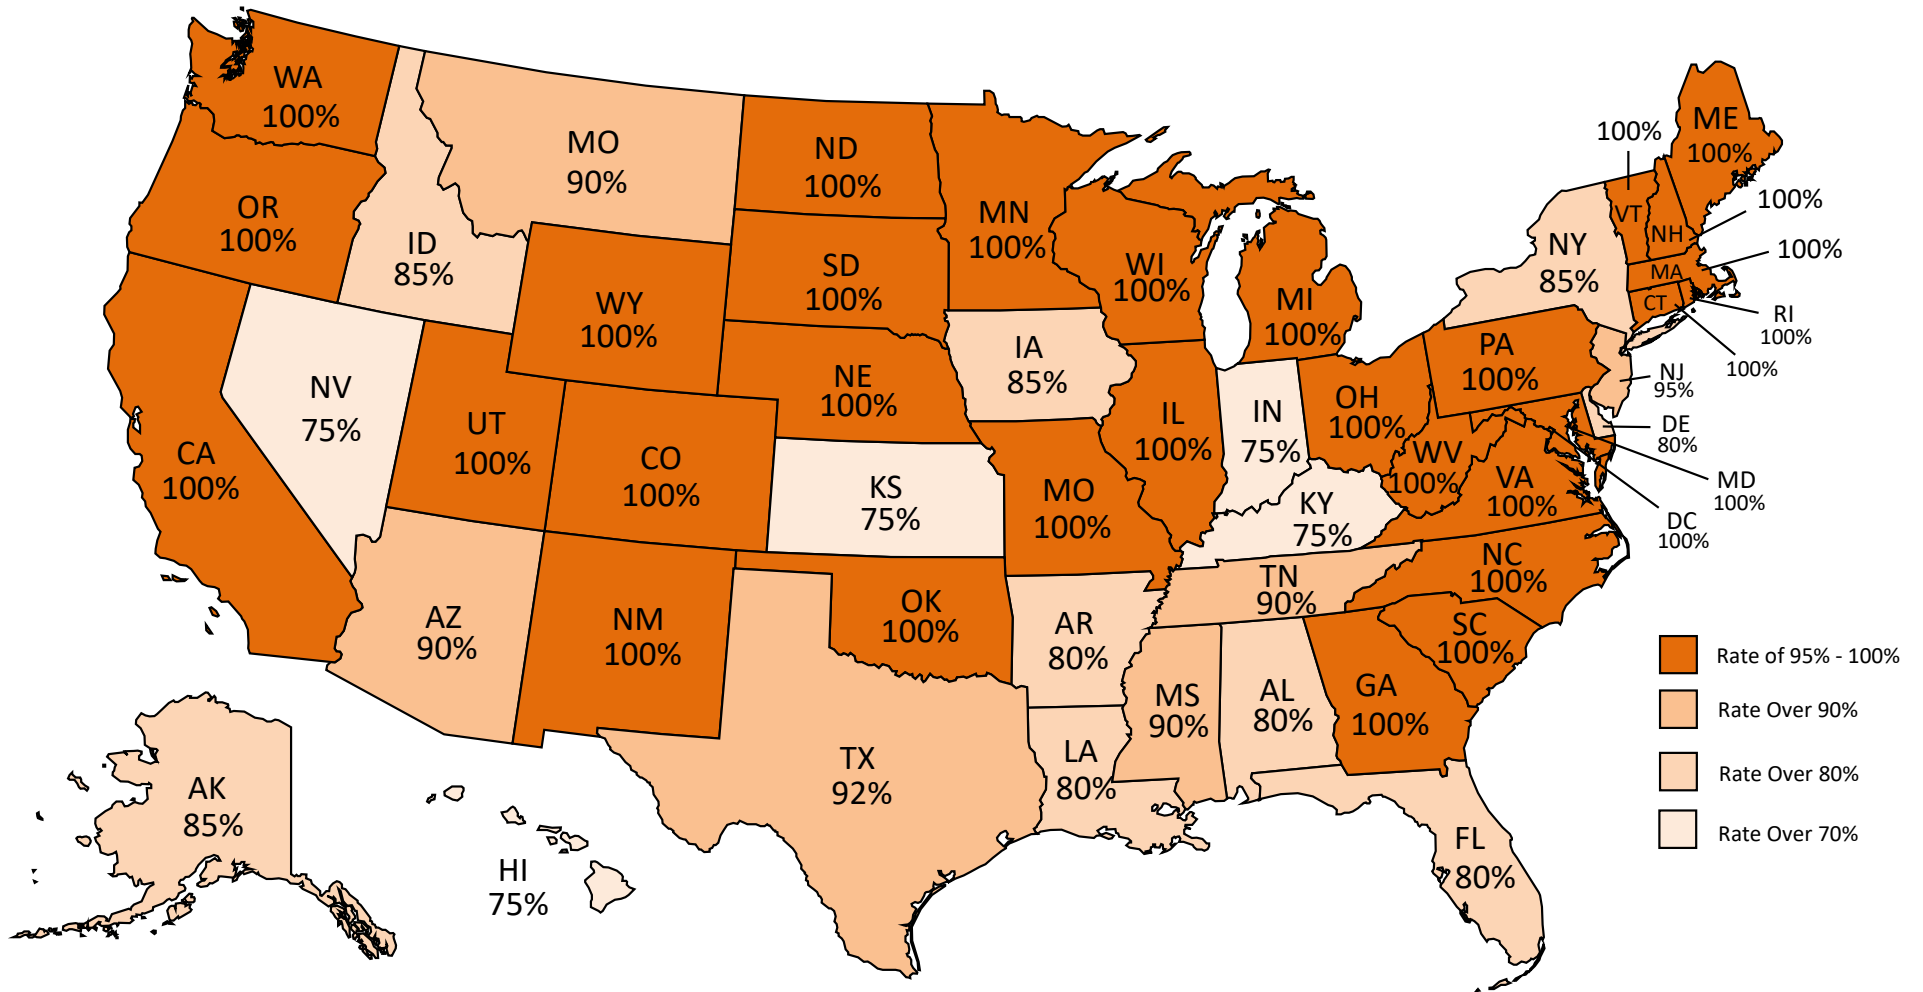 WA
100%
OR
100%
CA
100%
ID
85%
NV
75%
MO
90%
WY
100%
UT
100%
AZ
90%
CO
100%
NM
100%
ND
100%
SD
100%
NE
100%
KS
75%
OK
100%
TX
92%
MN
100%
IA
85%
MO
100%
AR
80%
LA
80%
WI
100%
IL
100%
MI
100%
IN
75%
OH
100%
KY
75%
TN
90%
MS
90%
AL
80%
GA
100%
FL
80%
SC
100%
NC
100%
VA
100%
WV
100%
PA
100%
NY
85%
100%
VT
ME
100%
NH
100%
MA
100%
CT
100%
RI
100%
NJ
95%
DE
80%
MD
100%
DC
100%
AK
85%
HI
75%
Rate of 95% - 100%
Rate Over 90%
Rate Over 80%
Rate Over 70%